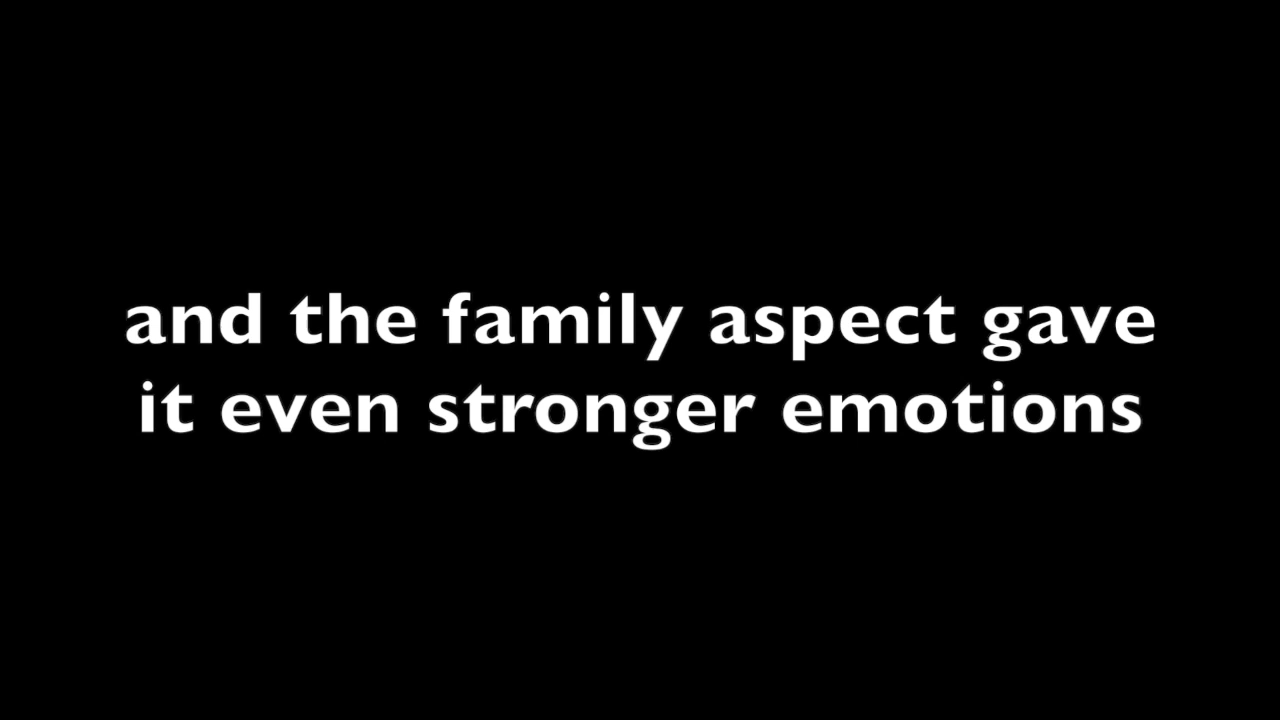 and the family aspect gave
it even stronger emotions